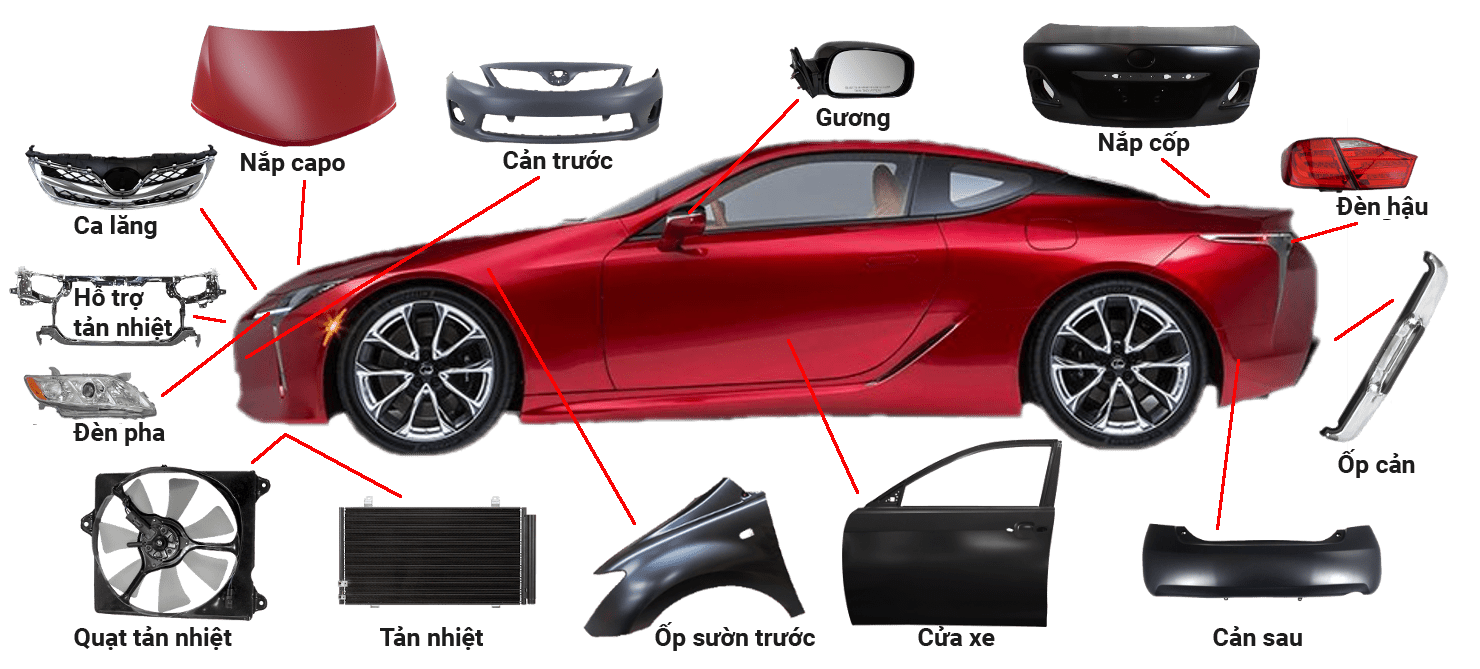 Gương
Nắp cốp
Nắp capo
Cản trước
Đèn hậu
Ca lăng
Hỗ trợ
tản nhiệt
Đèn pha
Ốp cản
Quạt tản nhiệt
Tản nhiệt
Ốp sườn trước
Cửa xe
Cản sau